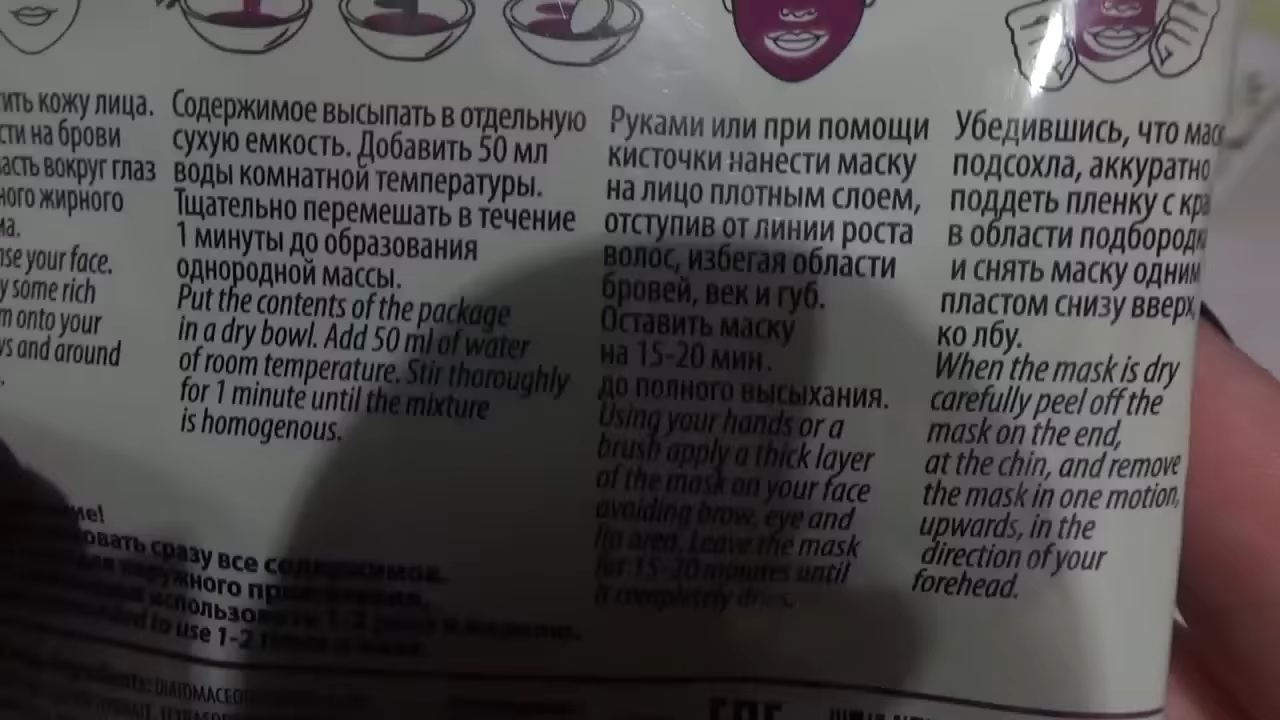 ить кожу лица.
сти на брови
ласть вокруг глаз
ного жирного
ма.
nse your face.
y some rich
m onto your
ws and around
Содержимое высыпать в отдельную
сухую емкость. Добавить 50 мл
воды комнатной температуры.
Тщательно перемешать в течение
1 минуты до образования
однородной массы.
Put the contents of the package
in a dry bowl. Add 50 ml of water
of room temperature. Stir thoroughly
for 1 minute until the mixture
is homogenous.
Руками или при помощи
кисточки нанести маску
на лицо плотным слоем,
отступив от линии роста
волос, избегая области
бровей, век и губ.
Оставить маску
на 15-20 мин.
до полного высыхания.
Using your hands or a
brush apply a thick layer
of the mask on your face
avoiding brow, eye and
lip area. Leave the mask
for 15-20 minutes until
it completely dries.
Убедившись, что мас
подсохла, аккуратно
поддеть пленку с кра
в области подбородк
и снять маску одним
пластом снизу вверх,
ко лбу.
When the mask is dry
carefully peel off the
mask on the end,
at the chin, and remove
the mask in one motion,
upwards, in the
direction of your
forehead.
ие!
овать сразу все содержимое.
для наружного применения.
использовать 1-2 раза в неделю.
to use 1-2 times a week.
DIATOMACEO